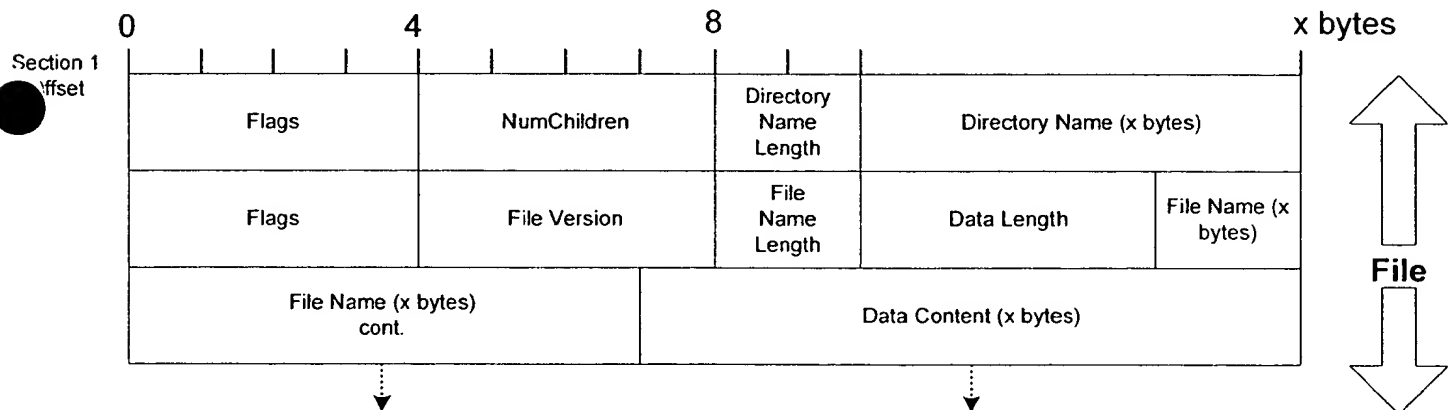 0 4 8 x bytes
Section 1
ffset
Flags
NumChildren
Directory
Name
Length
Directory Name (x bytes)
Flags
File Version
File
Name
Length
Data Length
File Name (x
bytes)
File Name (x bytes)
cont.
Data Content (x bytes)
File